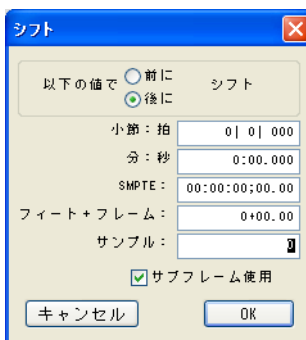 シフト
前に
以下の値で シフト
後に
小節：拍 0| 0| 000
分：秒 0:00.000
SMPTE： 00:00:00;00.00
フィート+フレーム： 0+00.00
サンプル： 0
サブフレーム使用
キャンセル OK